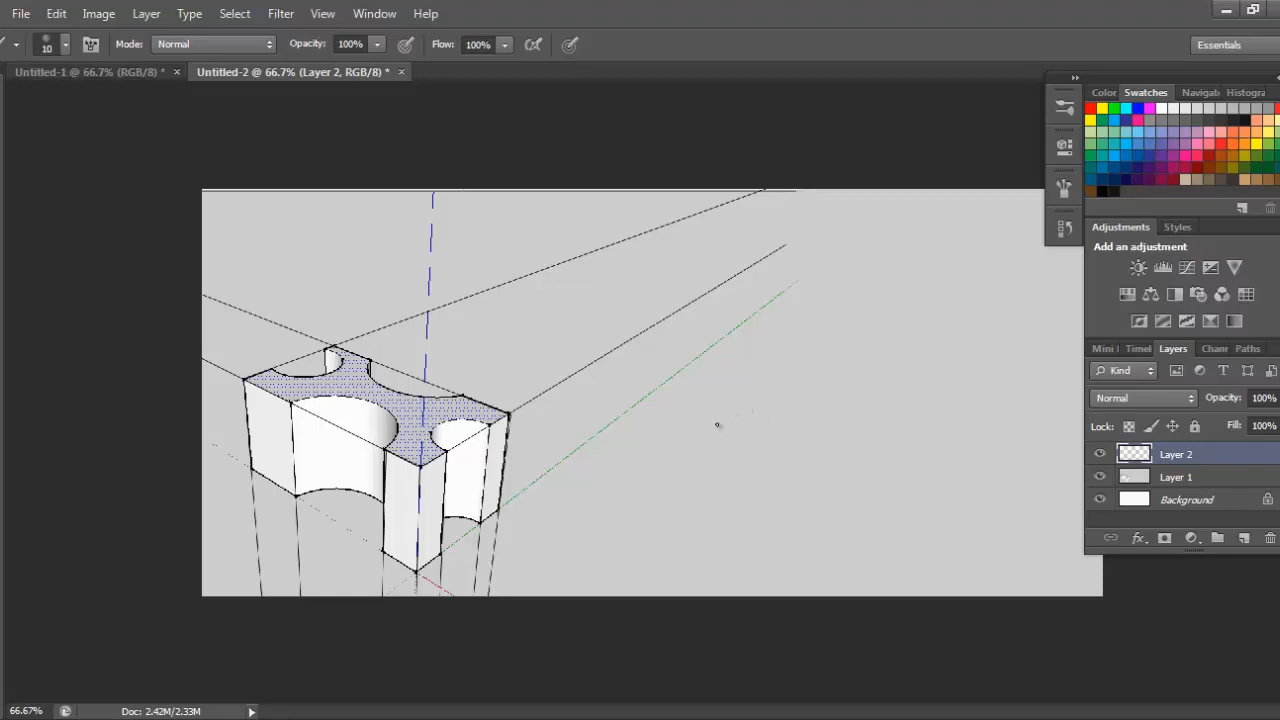 File Edit Image Layer Type Select Filter View Window Help
10 Mode: Normal Opacity: 100% Flow: 100% Essentials
Untitled-1 @ 66.7% (RGB/8) * × Untitled-2 @ 66.7% (Layer 2, RGB/8) * ×
Color Swatches Navigat Histogra
Adjustments Styles
Add an adjustment
Mini Timel Layers Chann Paths
Kind
Normal Opacity: 100%
Lock: Fill: 100%
Layer 2
Layer 1
Background
66.67% Doc: 2.42M/2.33M